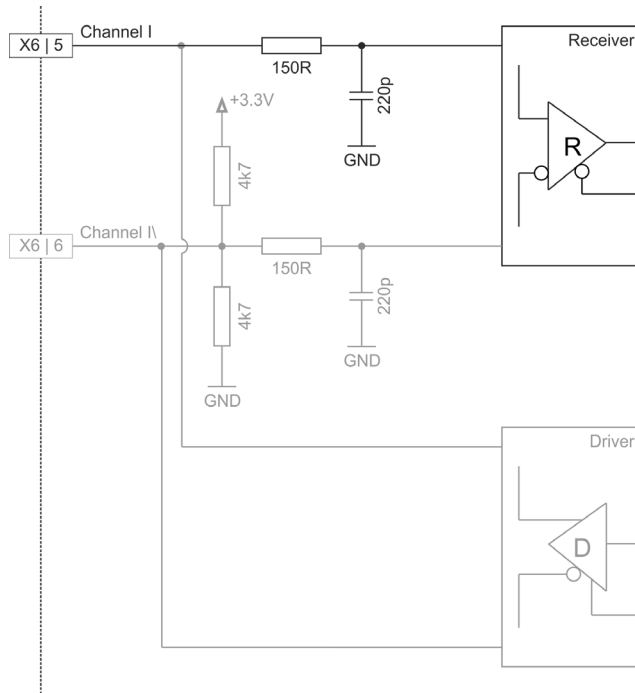 X6 | 5
Channel I
Receiver
150R
220p
+3.3V
GND
R
4k7
X6 | 6
Channel I\
150R
220p
4k7
GND
GND
Driver
D